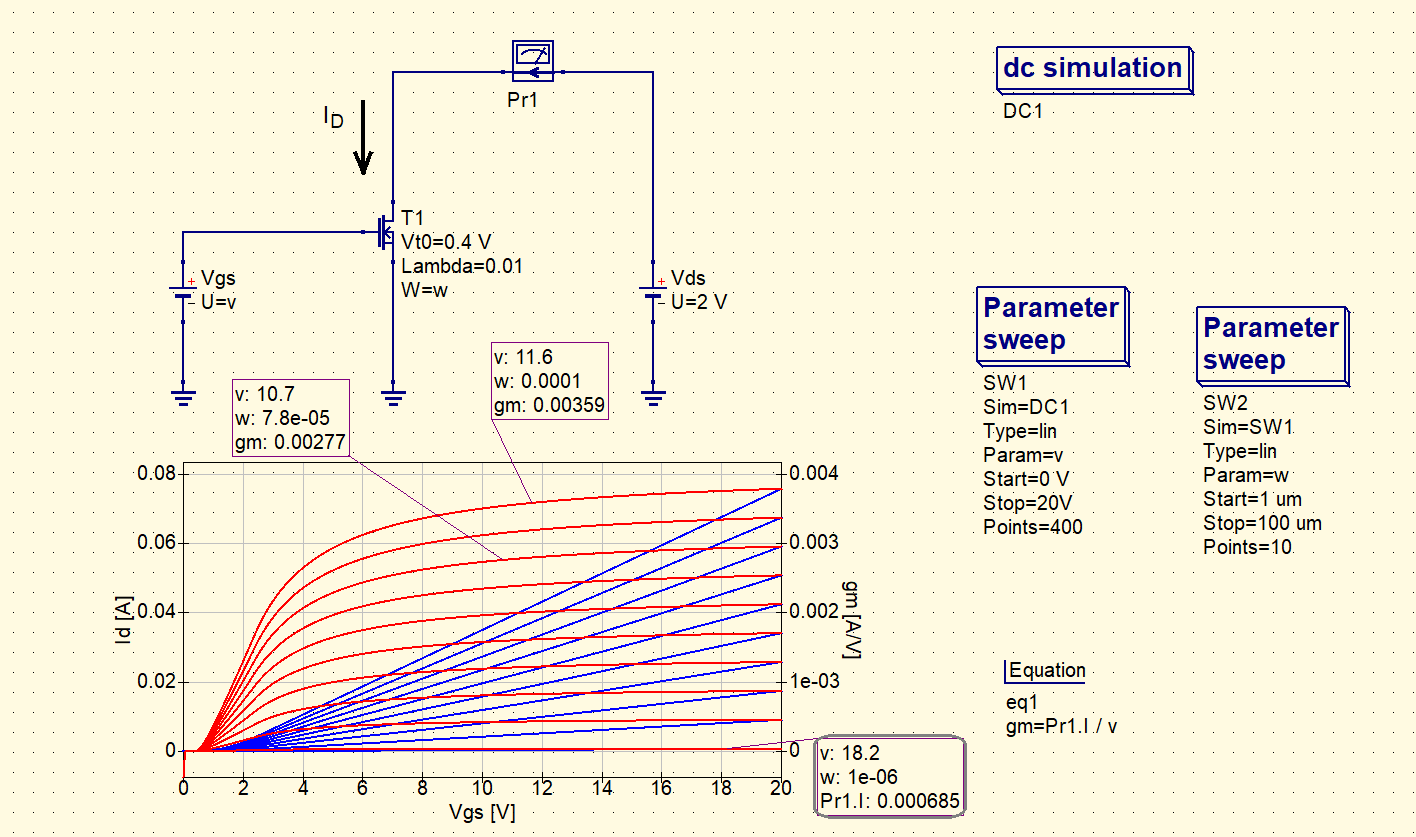 dc simulation
DC1
Pr1
ID
T1
Vt0=0.4 V
Lambda=0.01
W=w
+ Vgs
- U=v
+ Vds
- U=2 V
Parameter
sweep
SW1
Sim=DC1
Type=lin
Param=v
Start=0 V
Stop=20V
Points=400
Parameter
sweep
SW2
Sim=SW1
Type=lin
Param=w
Start=1 um
Stop=100 um
Points=10
v: 11.6
w: 0.0001
gm: 0.00359
v: 10.7
w: 7.8e-05
gm: 0.00277
0.08
0.06
0.04
0.02
0
Id [A]
0.004
0.003
0.002
1e-03
0
gm [A/V]
0 2 4 6 8 10 12 14 16 18 20
Vgs [V]
v: 18.2
w: 1e-06
Pr1.I: 0.000685
Equation
eq1
gm=Pr1.I / v